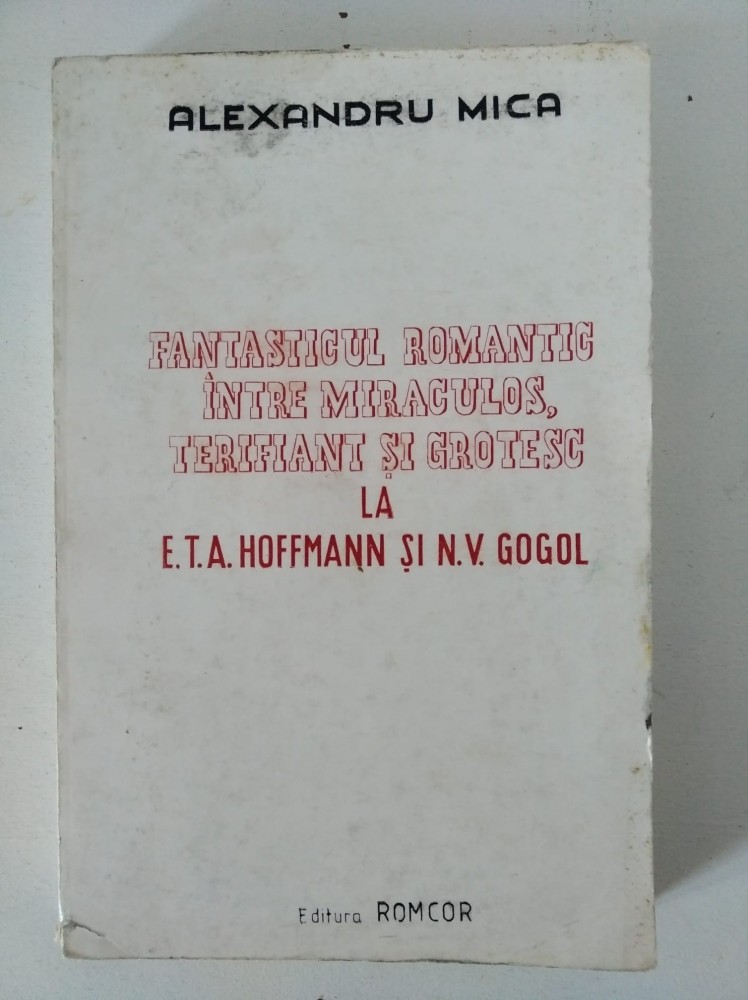 ALEXANDRU MICA
FANTASTICUL ROMANTIC
ÎNTRE MIRACULOS,
TERIFIANT ȘI GROTESC
LA
E.T.A. HOFFMANN ȘI N.V. GOGOL
Editura ROMCOR